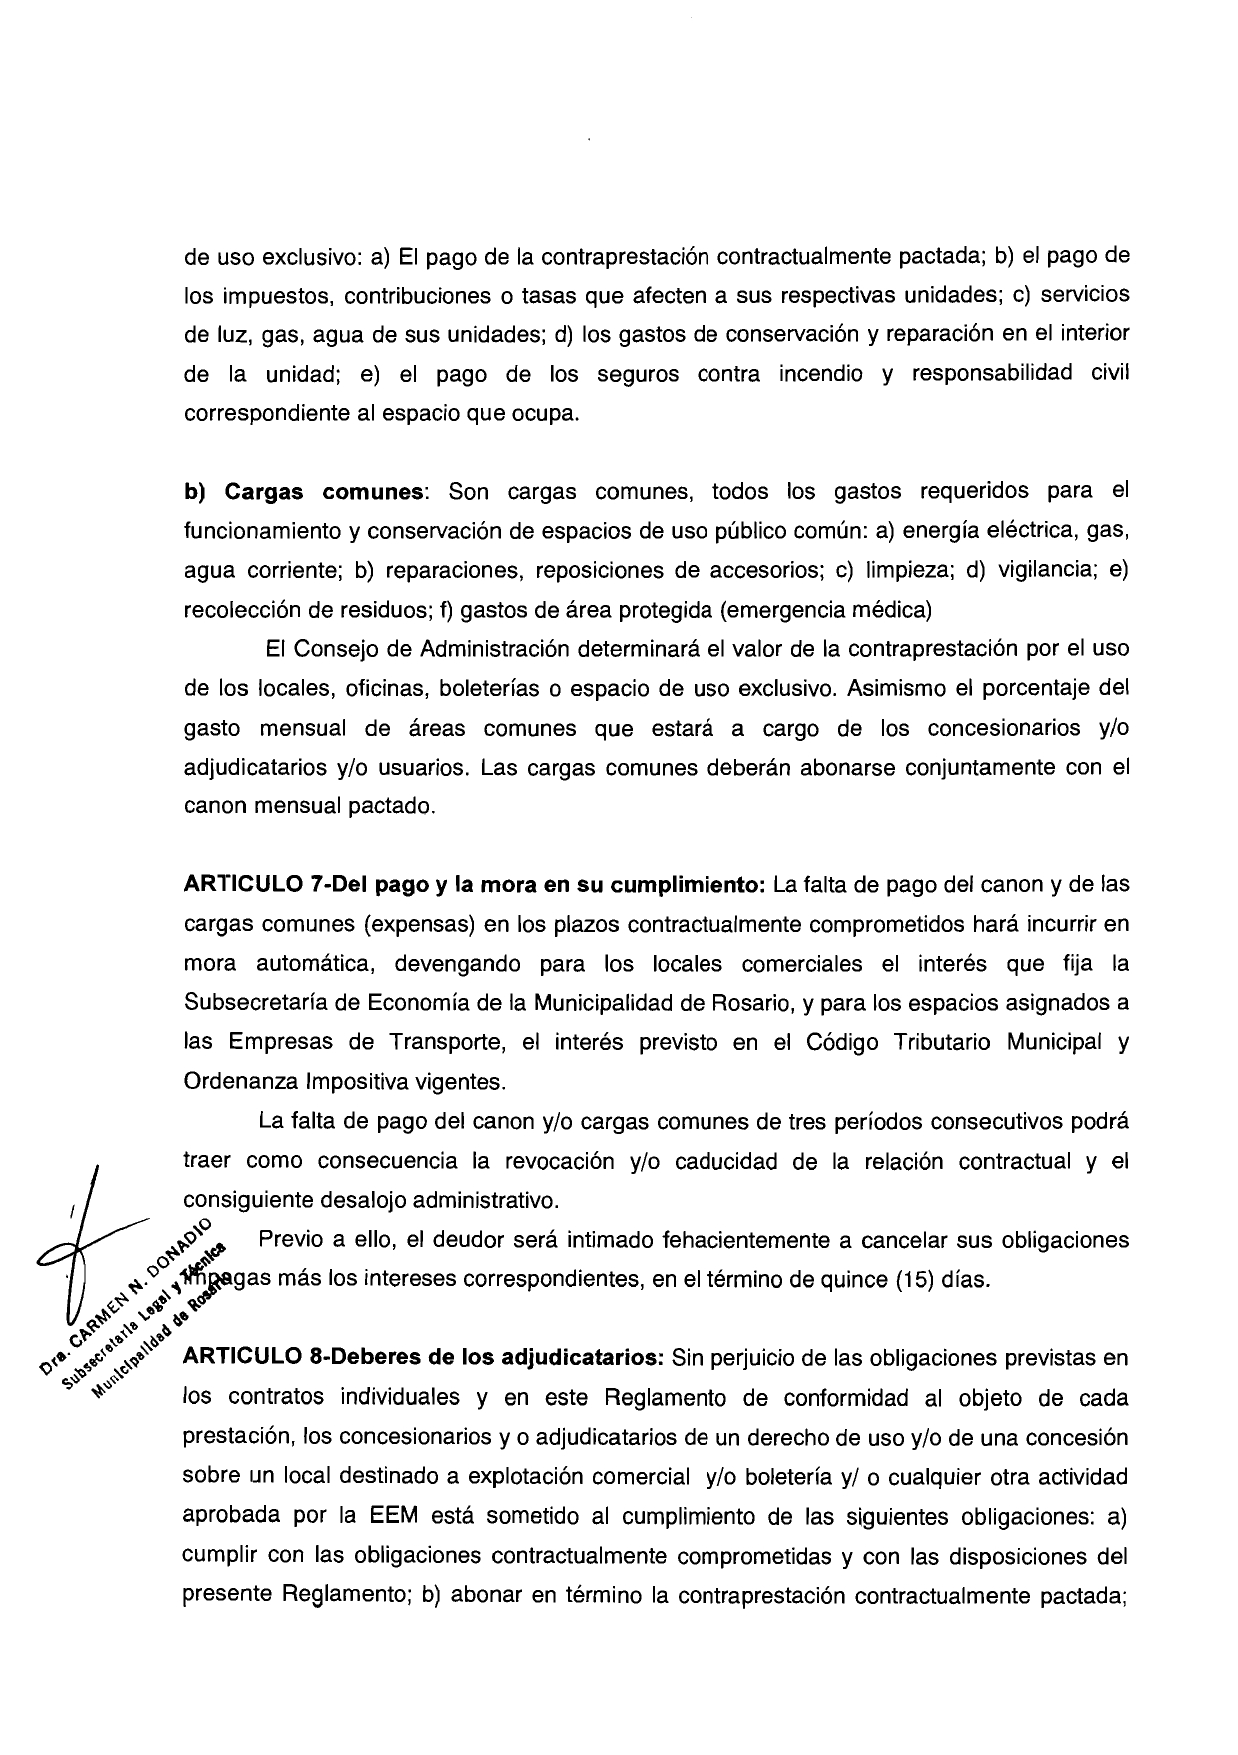 de uso exclusivo: a) El pago de la contraprestación contractualmente pactada; b) el pago de
los impuestos, contribuciones o tasas que afecten a sus respectivas unidades; c) servicios
de luz, gas, agua de sus unidades; d) los gastos de conservación y reparación en el interior
de la unidad; e) el pago de los seguros contra incendio y responsabilidad civil
correspondiente al espacio que ocupa.
b) Cargas comunes: Son cargas comunes, todos los gastos requeridos para el
funcionamiento y conservación de espacios de uso público común: a) energía eléctrica, gas,
agua corriente; b) reparaciones, reposiciones de accesorios; c) limpieza; d) vigilancia; e)
recolección de residuos; f) gastos de área protegida (emergencia médica)
El Consejo de Administración determinará el valor de la contraprestación por el uso
de los locales, oficinas, boleterías o espacio de uso exclusivo. Asimismo el porcentaje del
gasto mensual de áreas comunes que estará a cargo de los concesionarios y/o
adjudicatarios y/o usuarios. Las cargas comunes deberán abonarse conjuntamente con el
canon mensual pactado.
ARTICULO 7-Del pago y la mora en su cumplimiento: La falta de pago del canon y de las
cargas comunes (expensas) en los plazos contractualmente comprometidos hará incurrir en
mora automática, devengando para los locales comerciales el interés que fija la
Subsecretaría de Economía de la Municipalidad de Rosario, y para los espacios asignados a
las Empresas de Transporte, el interés previsto en el Código Tributario Municipal y
Ordenanza Impositiva vigentes.
La falta de pago del canon y/o cargas comunes de tres períodos consecutivos podrá
traer como consecuencia la revocación y/o caducidad de la relación contractual y el
consiguiente desalojo administrativo.
Previo a ello, el deudor será intimado fehacientemente a cancelar sus obligaciones
impagas más los intereses correspondientes, en el término de quince (15) días.
Dra. CARMEN N. DONADIO
Subsecretaria Legal y Técnica
Municipalidad de Rosario
ARTICULO 8-Deberes de los adjudicatarios: Sin perjuicio de las obligaciones previstas en
los contratos individuales y en este Reglamento de conformidad al objeto de cada
prestación, los concesionarios y o adjudicatarios de un derecho de uso y/o de una concesión
sobre un local destinado a explotación comercial y/o boletería y/ o cualquier otra actividad
aprobada por la EEM está sometido al cumplimiento de las siguientes obligaciones: a)
cumplir con las obligaciones contractualmente comprometidas y con las disposiciones del
presente Reglamento; b) abonar en término la contraprestación contractualmente pactada;